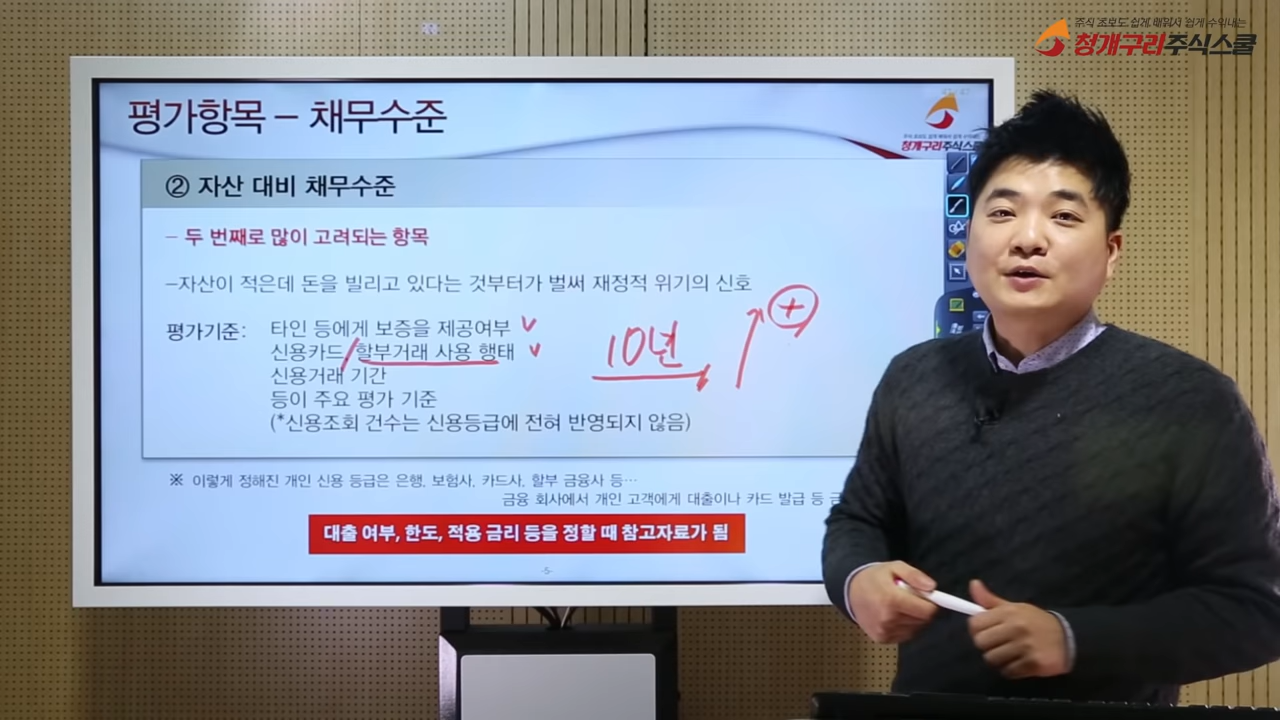 주식 초보도 쉽게 배워서 쉽게 수익내는
청개구리주식스쿨
평가항목 – 채무수준
청개구리주식스쿨
② 자산 대비 채무수준
– 두 번째로 많이 고려되는 항목
–자산이 적은데 돈을 빌리고 있다는 것부터가 벌써 재정적 위기의 신호
평가기준: 타인 등에게 보증을 제공여부
신용카드/할부거래 사용 행태
신용거래 기간
등이 주요 평가 기준
(*신용조회 건수는 신용등급에 전혀 반영되지 않음)
10년
+
※ 이렇게 정해진 개인 신용 등급은 은행, 보험사, 카드사, 할부 금융사 등…
금융 회사에서 개인 고객에게 대출이나 카드 발급 등 금
대출 여부, 한도, 적용 금리 등을 정할 때 참고자료가 됨
-5-